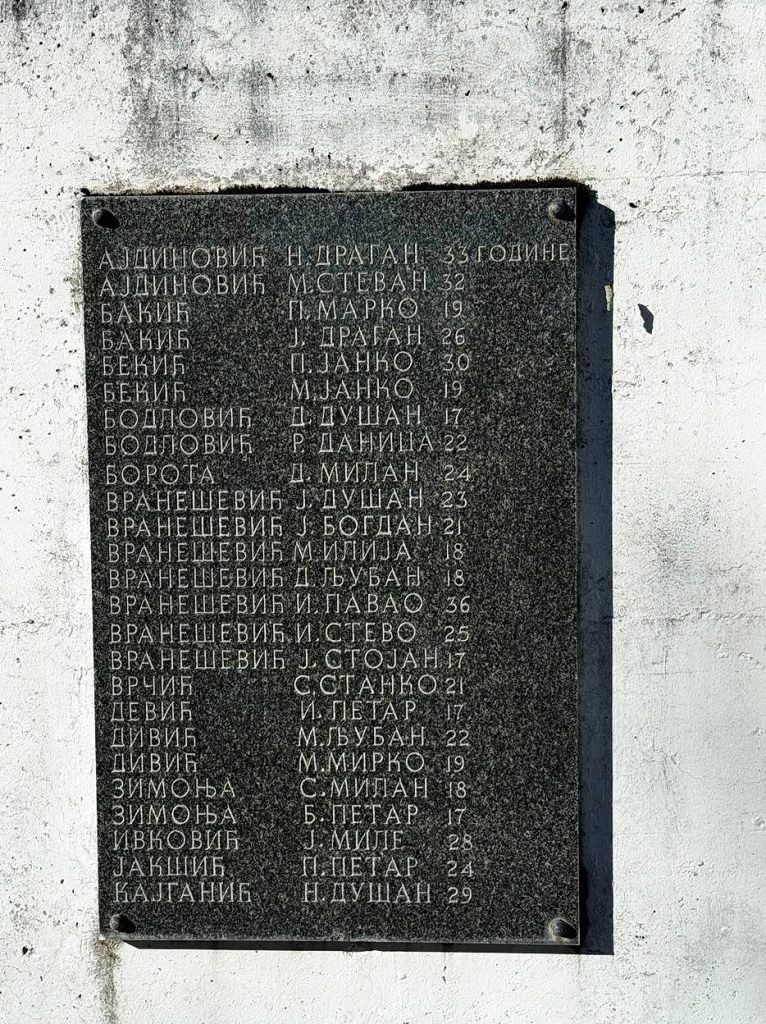 АЈДИНОВИЋ Н. ДРАГАН 33 ГОДИНЕ
АЈДИНОВИЋ М. СТЕВАН 32
БАКИЋ П. МАРКО 19
БАКИЋ Ј. ДРАГАН 26
БЕКИЋ П. ЈАНКО 30
БЕКИЋ М. ЈАНКО 19
БОДЛОВИЋ Д. ДУШАН 17
БОДЛОВИЋ Р. ДАНИЦА 22
БОРОТА Д. МИЛАН 24
ВРАНЕШЕВИЋ Ј. ДУШАН 23
ВРАНЕШЕВИЋ Ј. БОГДАН 21
ВРАНЕШЕВИЋ М ИЛИЈА 18
ВРАНЕШЕВИЋ Д. ЉУБАН 18
ВРАНЕШЕВИЋ И. ПАВАО 36
ВРАНЕШЕВИЋ И. СТЕВО 25
ВРАНЕШЕВИЋ Ј. СТОЈАН 17
ВРЧИЋ С. СТАНКО 21
ДЕВИЋ И. ПЕТАР 17
ДИВИЋ М. ЉУБАН 22
ДИВИЋ М. МИРКО 19
ЗИМОЊА С. МИЛАН 18
ЗИМОЊА Б. ПЕТАР 17
ИВКОВИЋ Ј. МИЛЕ 28
ЈАКШИЋ П. ПЕТАР 24
КАЈГАНИЋ Н. ДУШАН 29